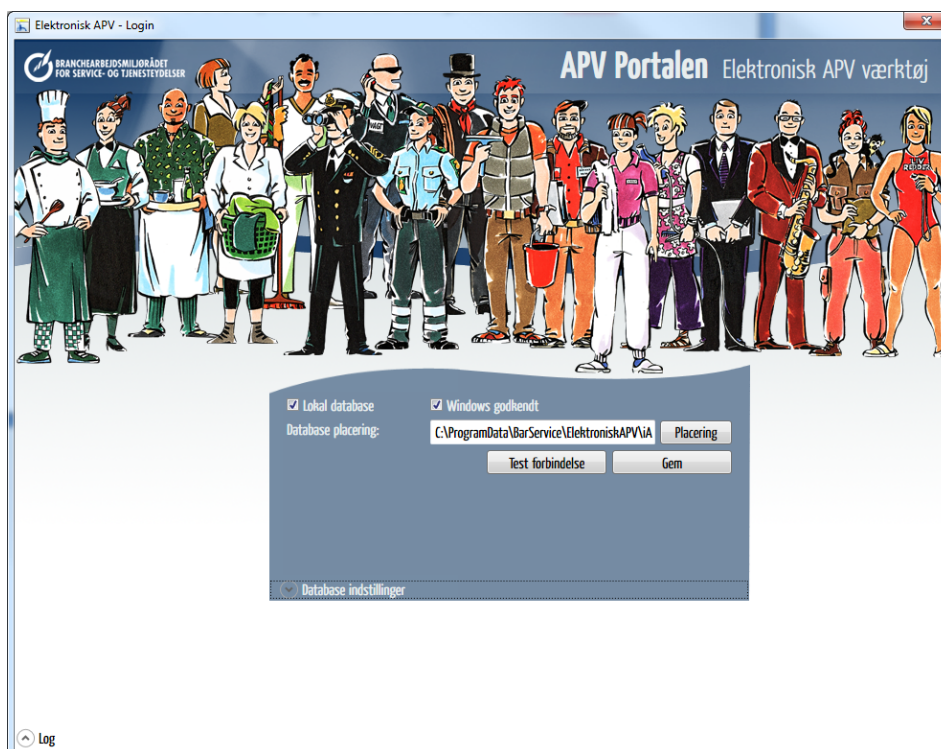 Elektronisk APV - Login
BRANCHEARBEJDSMILJØRÅDET
FOR SERVICE- OG TJENESTEYDELSER
APV Portalen Elektronisk APV værktøj
VAGT
Lokal database
Windows godkendt
Database placering:
C:\ProgramData\BarService\ElektroniskAPV\iA
Placering
Test forbindelse
Gem
Database indstillinger
Log